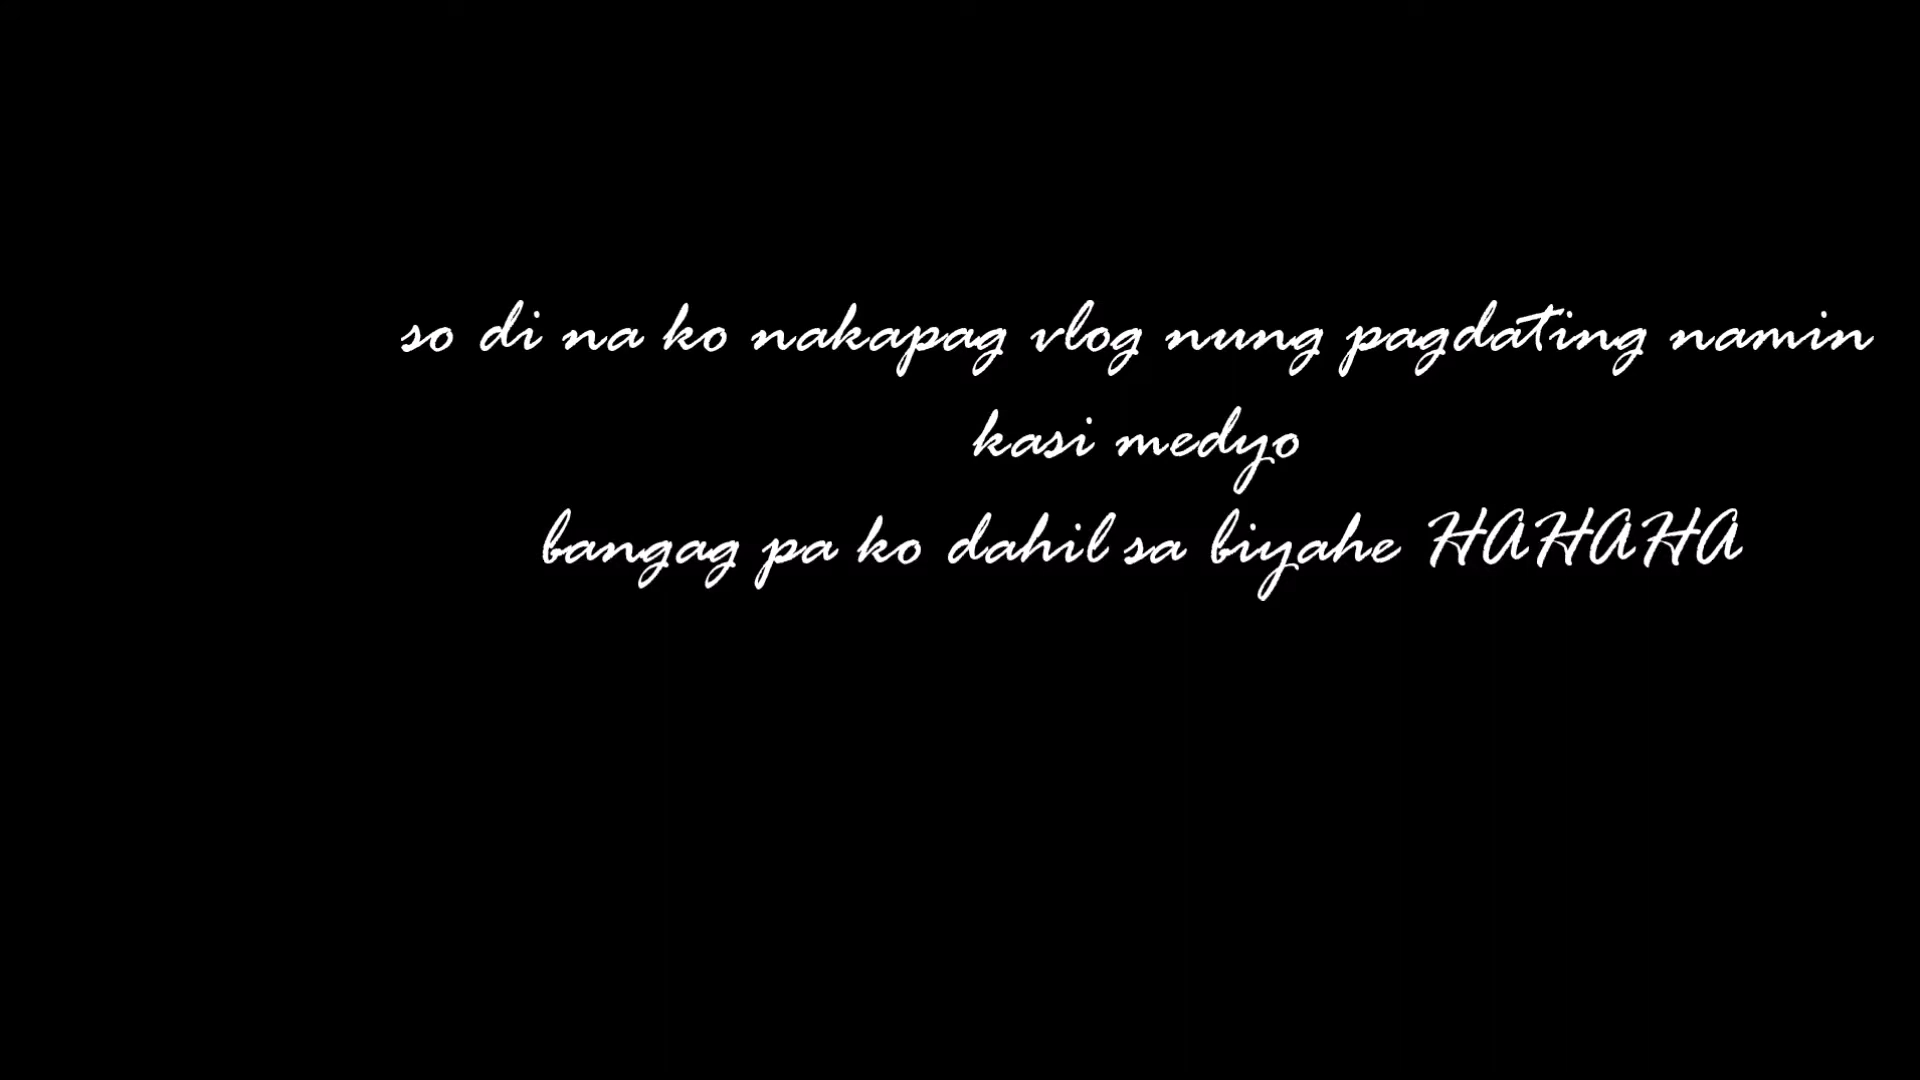 so di na ko nakapag vlog nung pagdating namin
kasi medyo
bangag pa ko dahil sa biyahe HAHAHA